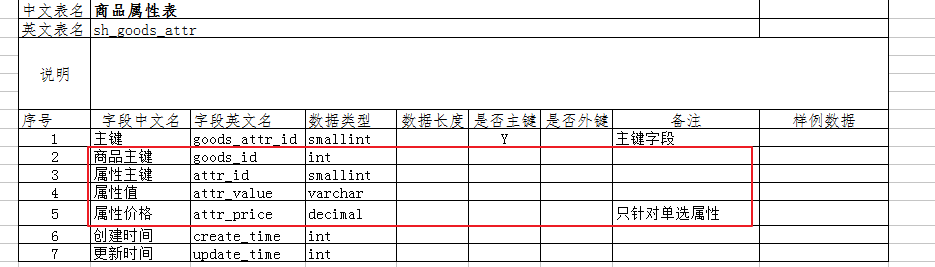 中文表名 商品属性表
英文表名 sh_goods_attr
说明
序号 字段中文名 字段英文名 数据类型 数据长度 是否主键 是否外键 备注 样例数据
1 主键 goods_attr_id smallint Y 主键字段
2 商品主键 goods_id int
3 属性主键 attr_id smallint
4 属性值 attr_value varchar
5 属性价格 attr_price decimal 只针对单选属性
6 创建时间 create_time int
7 更新时间 update_time int